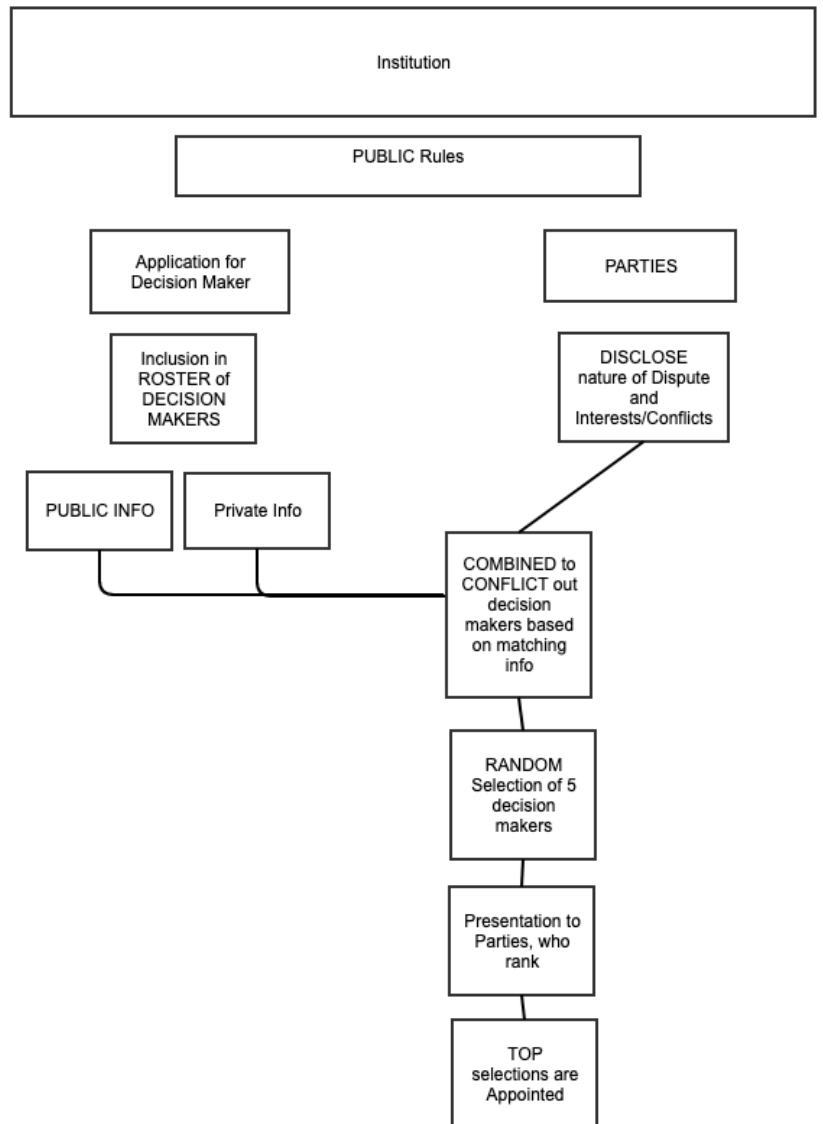 Institution
PUBLIC Rules
Application for
Decision Maker
PARTIES
Inclusion in
ROSTER of
DECISION
MAKERS
DISCLOSE
nature of Dispute
and
Interests/Conflicts
PUBLIC INFO
Private Info
COMBINED to
CONFLICT out
decision
makers based
on matching
info
RANDOM
Selection of 5
decision
makers
Presentation to
Parties, who
rank
TOP
selections are
Appointed